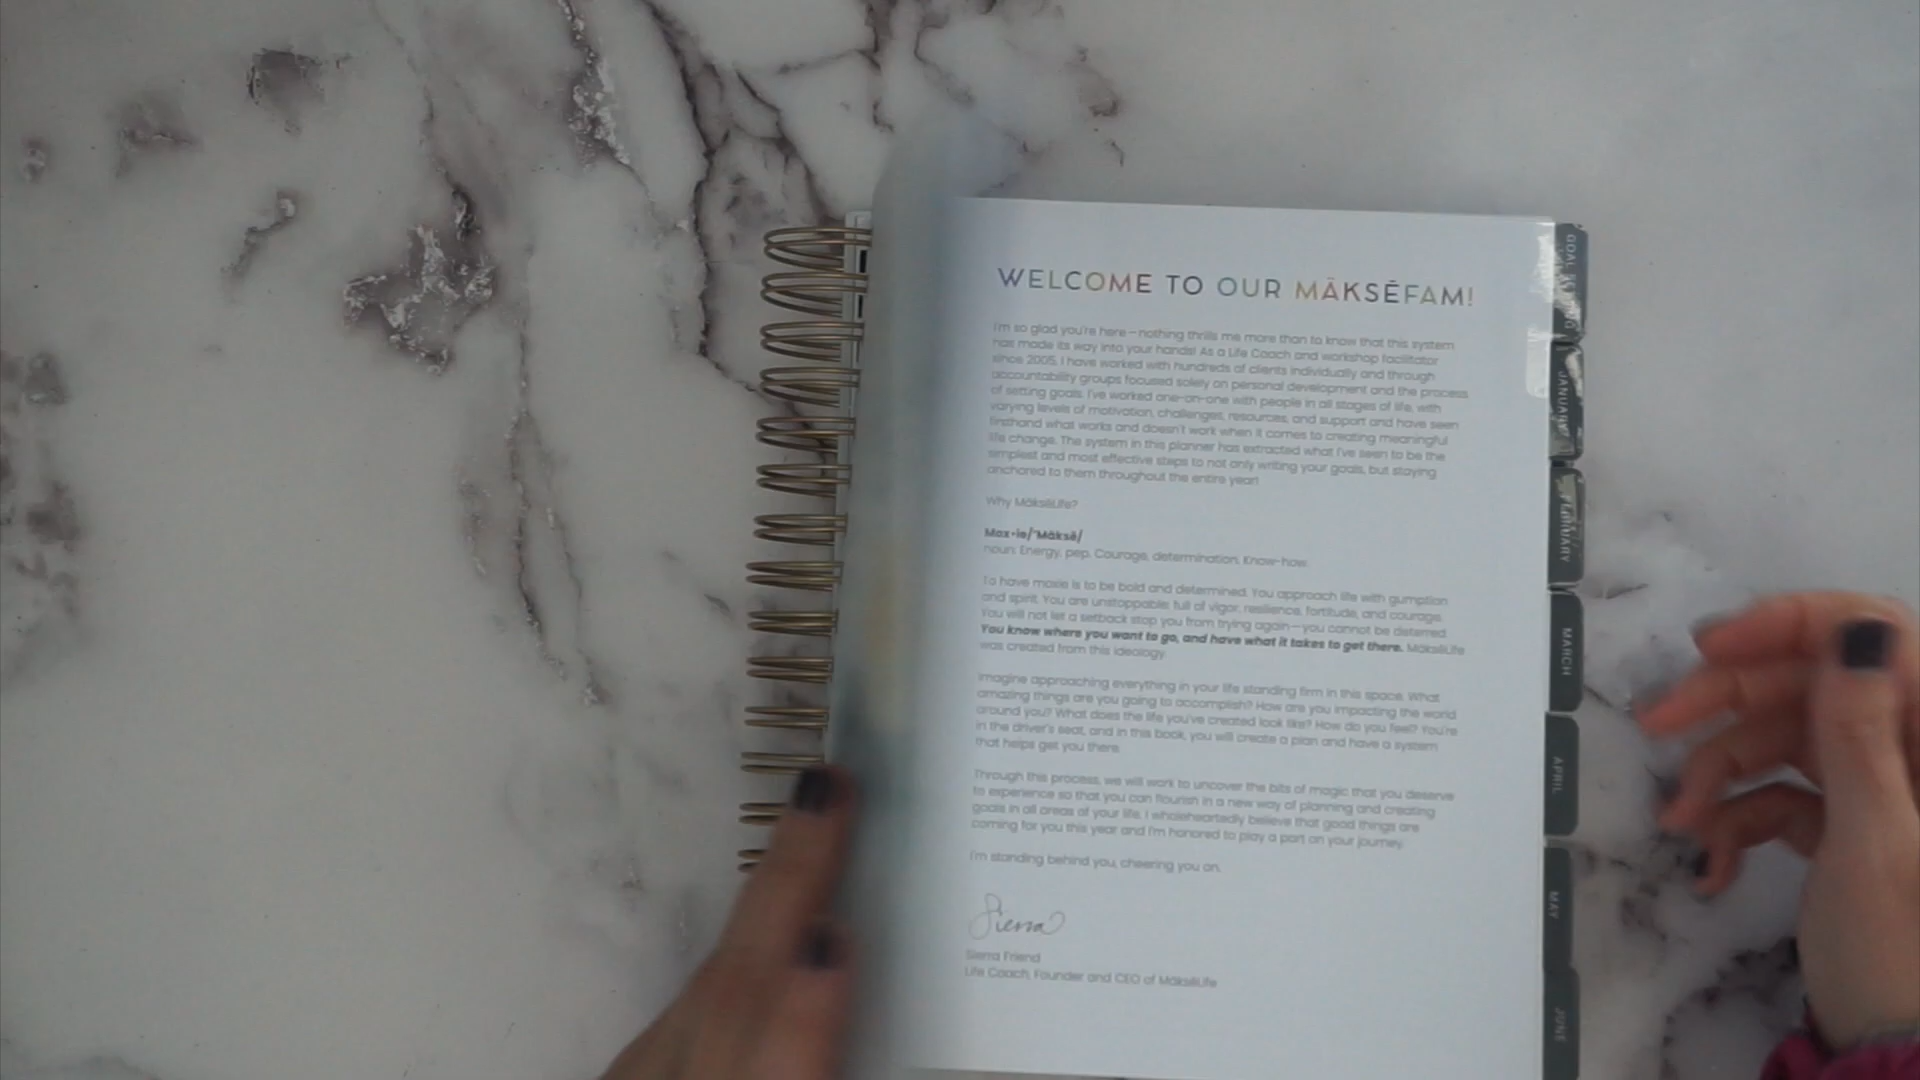 WELCOME TO OUR MÄKSĒFAM!
I'm so glad you're here—nothing thrills me more than to know that this system
has made its way into your hands! As a Life Coach and workshop facilitator
since 2005, I have worked with hundreds of clients individually and through
accountability groups focused solely on personal development and the process
of setting goals. I've worked one-on-one with people in all stages of life, with
varying levels of motivation, challenges, resources, and support and have seen
firsthand what works and doesn't work when it comes to creating meaningful
life change. The system in this planner has extracted what I've seen to be the
simplest and most effective steps to not only writing your goals, but staying
anchored to them throughout the entire year!
Why MäksēLife?
Mox•ie/'Mäksē/
noun: Energy, pep. Courage, determination. Know-how.
To have moxie is to be bold and determined. You approach life with gumption
and spirit. You are unstoppable: full of vigor, resilience, fortitude, and courage.
You will not let a setback stop you from trying again—you cannot be deterred.
You know where you want to go, and have what it takes to get there. MäksēLife
was created from this ideology.
Imagine approaching everything in your life standing firm in this space. What
amazing things are you going to accomplish? How are you impacting the world
around you? What does the life you've created look like? How do you feel? You're
in the driver's seat, and in this book, you will create a plan and have a system
that helps get you there.
Through this process, we will work to uncover the bits of magic that you deserve
to experience so that you can flourish in a new way of planning and creating
goals in all areas of your life. I wholeheartedly believe that good things are
coming for you this year and I'm honored to play a part on your journey.
I'm standing behind you, cheering you on.
Sierra
Sierra Friend
Life Coach, Founder and CEO of MäksēLife
GOAL
JANUARY
FEBRUARY
MARCH
APRIL
MAY
JUNE